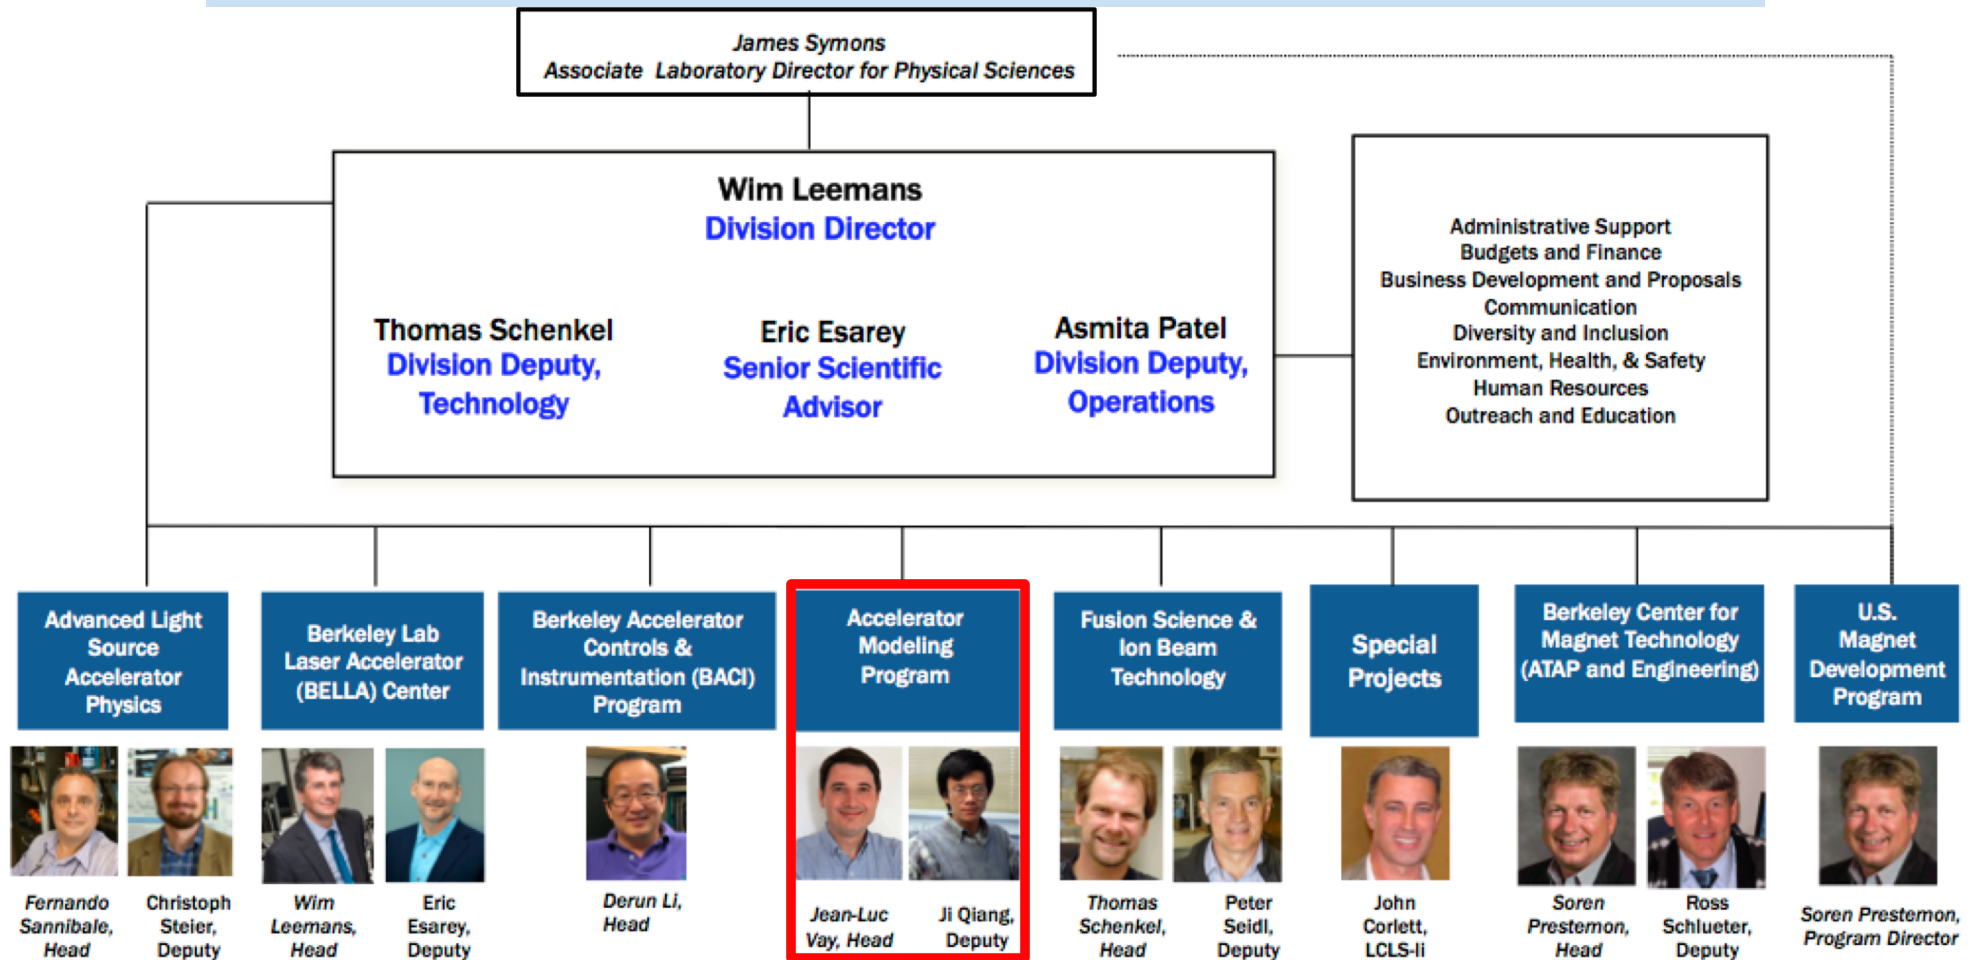 James Symons
Associate Laboratory Director for Physical Sciences
Wim Leemans
Division Director
Thomas Schenkel
Division Deputy,
Technology
Eric Esarey
Senior Scientific
Advisor
Asmita Patel
Division Deputy,
Operations
Administrative Support
Budgets and Finance
Business Development and Proposals
Communication
Diversity and Inclusion
Environment, Health, & Safety
Human Resources
Outreach and Education
Advanced Light
Source
Accelerator
Physics
Berkeley Lab
Laser Accelerator
(BELLA) Center
Berkeley Accelerator
Controls &
Instrumentation (BACI)
Program
Accelerator
Modeling
Program
Fusion Science &
Ion Beam
Technology
Special
Projects
Berkeley Center for
Magnet Technology
(ATAP and Engineering)
U.S.
Magnet
Development
Program
Fernando
Sannibale,
Head
Christoph
Steier,
Deputy
Wim
Leemans,
Head
Eric
Esarey,
Deputy
Derun Li,
Head
Jean-Luc
Vay, Head
Ji Qiang,
Deputy
Thomas
Schenkel,
Head
Peter
Seidl,
Deputy
John
Corlett,
LCLS-Ii
Soren
Prestemon,
Head
Ross
Schlueter,
Deputy
Soren Prestemon,
Program Director